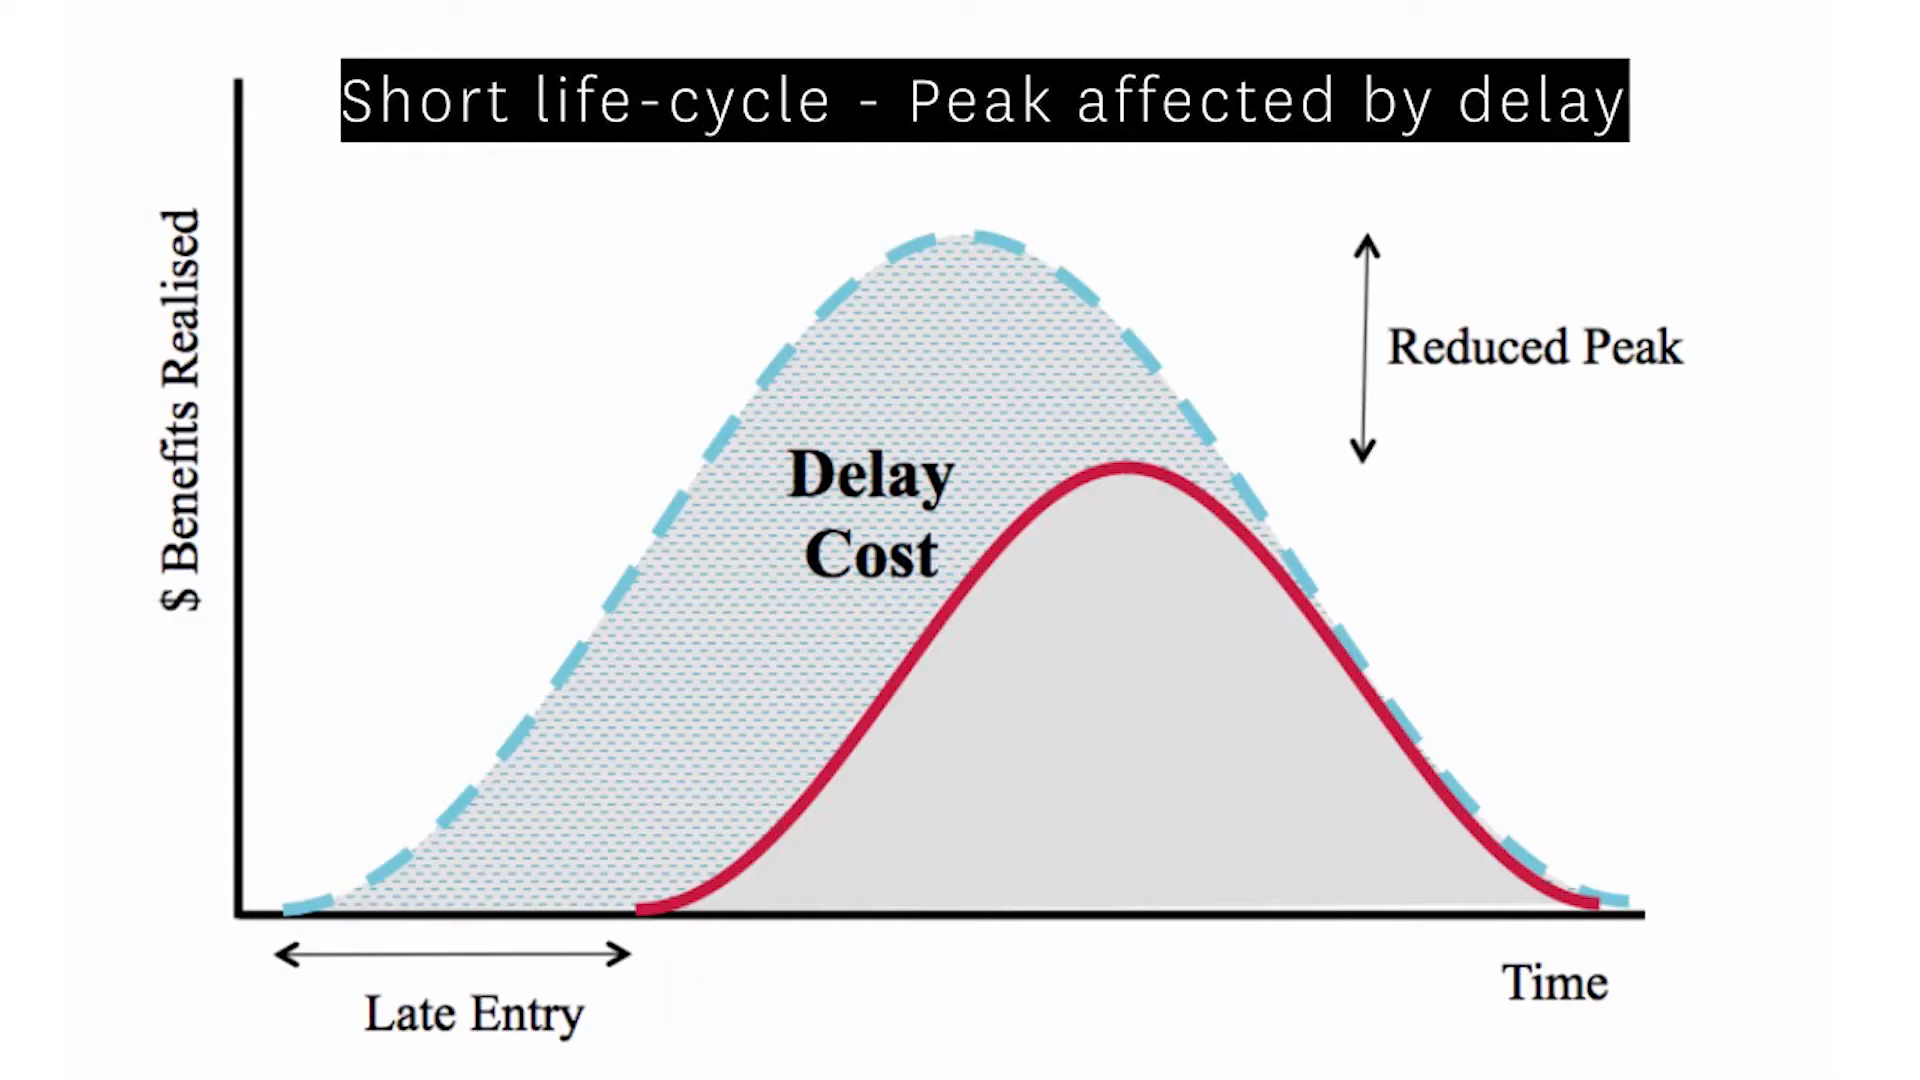 Short life-cycle - Peak affected by delay
$ Benefits Realised
Reduced Peak
Delay
Cost
Time
Late Entry